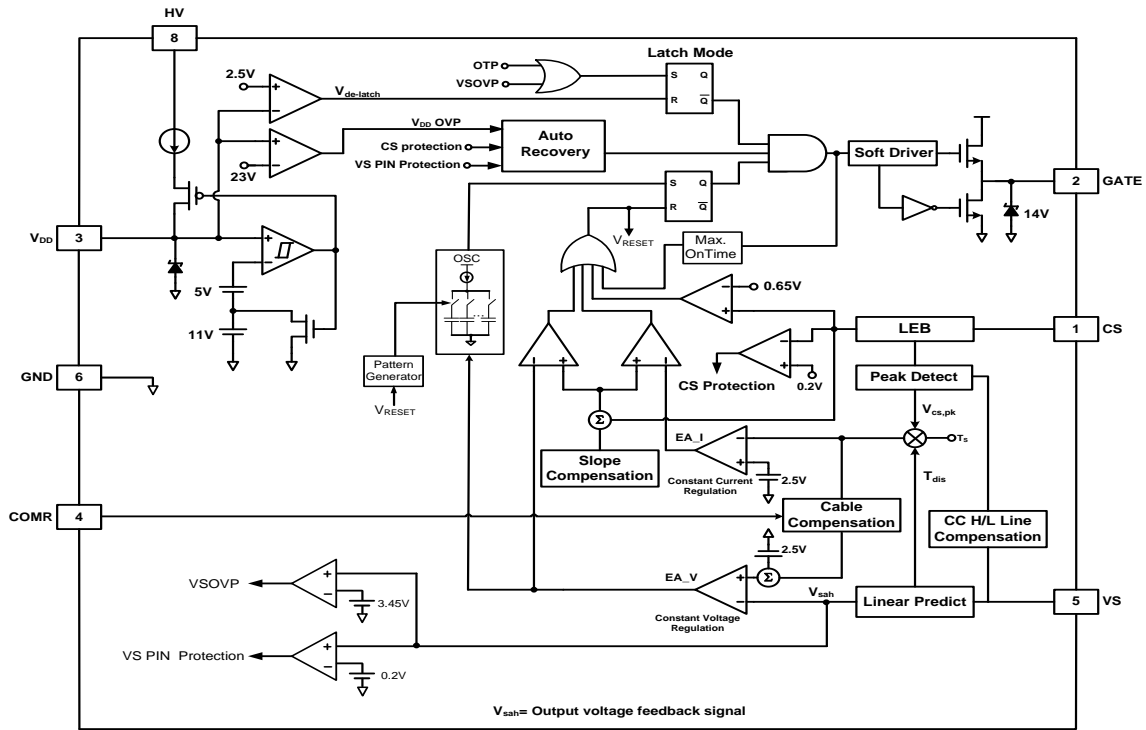 HV
8
Latch Mode
OTP
VSOVP
2.5V
Vde-latch
S Q
R Q
VDD OVP
CS protection
VS PIN Protection
Auto
Recovery
23V
Soft Driver
2
GATE
14V
S Q
R Q
VRESET
VDD
3
Max.
OnTime
OSC
5V
11V
0.65V
LEB
1
CS
GND
6
Pattern
Generator
VRESET
CS Protection
0.2V
Peak Detect
Vcs,pk
Σ
EA_I
Ts
Slope
Compensation
Constant Current
Regulation
2.5V
Tdis
COMR
4
Cable
Compensation
CC H/L Line
Compensation
2.5V
Σ
EA_V
VSOVP
3.45V
Vsah
Linear Predict
5
VS
Constant Voltage
Regulation
VS PIN Protection
0.2V
Vsah= Output voltage feedback signal